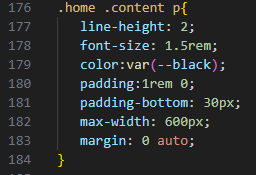 176 .home .content p{
177 line-height: 2;
178 font-size: 1.5rem;
179 color:var(--black);
180 padding:1rem 0;
181 padding-bottom: 30px;
182 max-width: 600px;
183 margin: 0 auto;
184 }